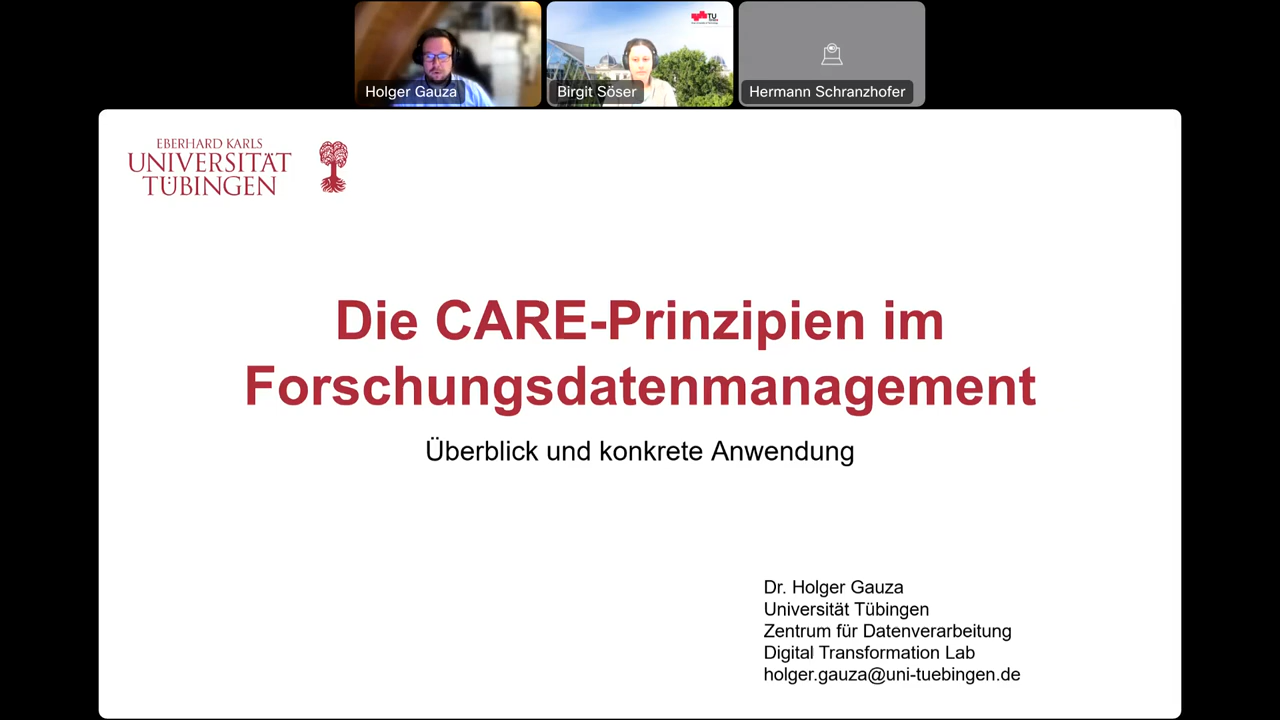 Holger Gauza
Birgit Söser
Hermann Schranzhofer
TU
EBERHARD KARLS
UNIVERSITÄT
TÜBINGEN
Die CARE-Prinzipien im
Forschungsdatenmanagement
Überblick und konkrete Anwendung
Dr. Holger Gauza
Universität Tübingen
Zentrum für Datenverarbeitung
Digital Transformation Lab
holger.gauza@uni-tuebingen.de